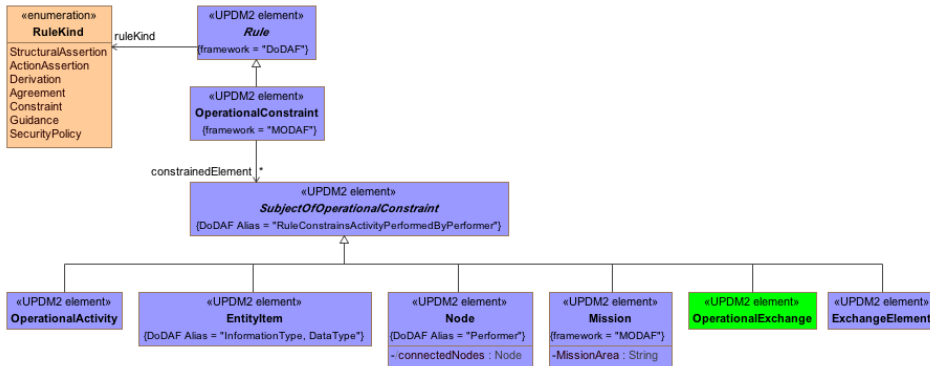 «enumeration»
RuleKind
StructuralAssertion
ActionAssertion
Derivation
Agreement
Constraint
Guidance
SecurityPolicy
ruleKind
«UPDM2 element»
Rule
{framework = "DoDAF"}
«UPDM2 element»
OperationalConstraint
{framework = "MODAF"}
constrainedElement *
«UPDM2 element»
SubjectOfOperationalConstraint
{DoDAF Alias = "RuleConstrainsActivityPerformedByPerformer"}
«UPDM2 element»
OperationalActivity
«UPDM2 element»
EntityItem
{DoDAF Alias = "InformationType, DataType"}
«UPDM2 element»
Node
{DoDAF Alias = "Performer"}
-/connectedNodes : Node
«UPDM2 element»
Mission
{framework = "MODAF"}
-MissionArea : String
«UPDM2 element»
OperationalExchange
«UPDM2 element»
ExchangeElement